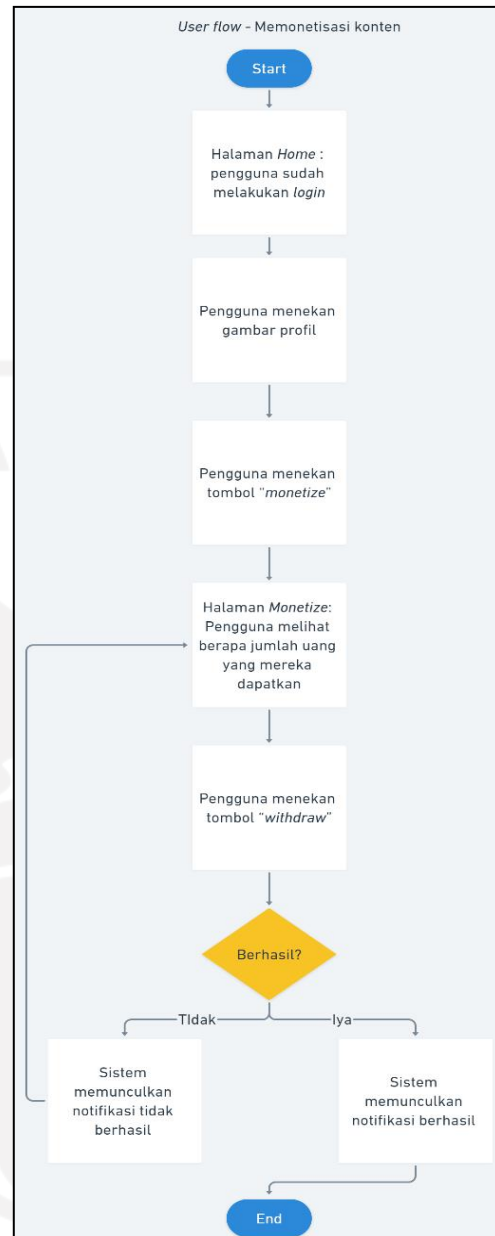 User flow - Memonetisasi konten
Start
Halaman Home :
pengguna sudah
melakukan login
Pengguna menekan
gambar profil
Pengguna menekan
tombol "monetize"
Halaman Monetize:
Pengguna melihat
berapa jumlah uang
yang mereka
dapatkan
Pengguna menekan
tombol "withdraw"
Berhasil?
TIdak
Iya
Sistem
memunculkan
notifikasi tidak
berhasil
Sistem
memunculkan
notifikasi berhasil
End